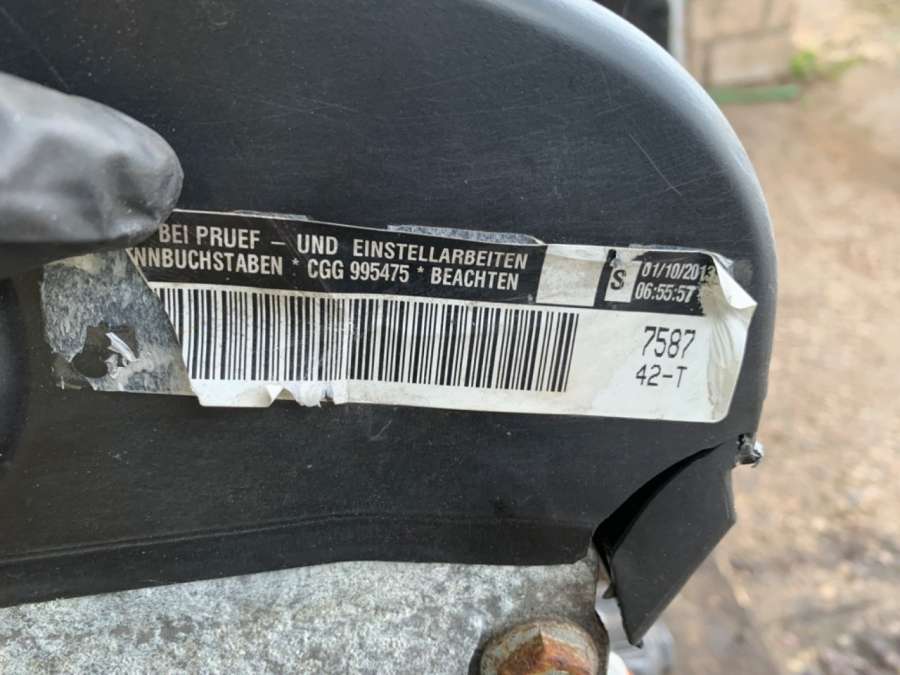 BEI PRUEF - UND EINSTELLARBEITEN
NNBUCHSTABEN * CGG 995475 * BEACHTEN
S
01/10/2013
06:55:57
7587
42-T